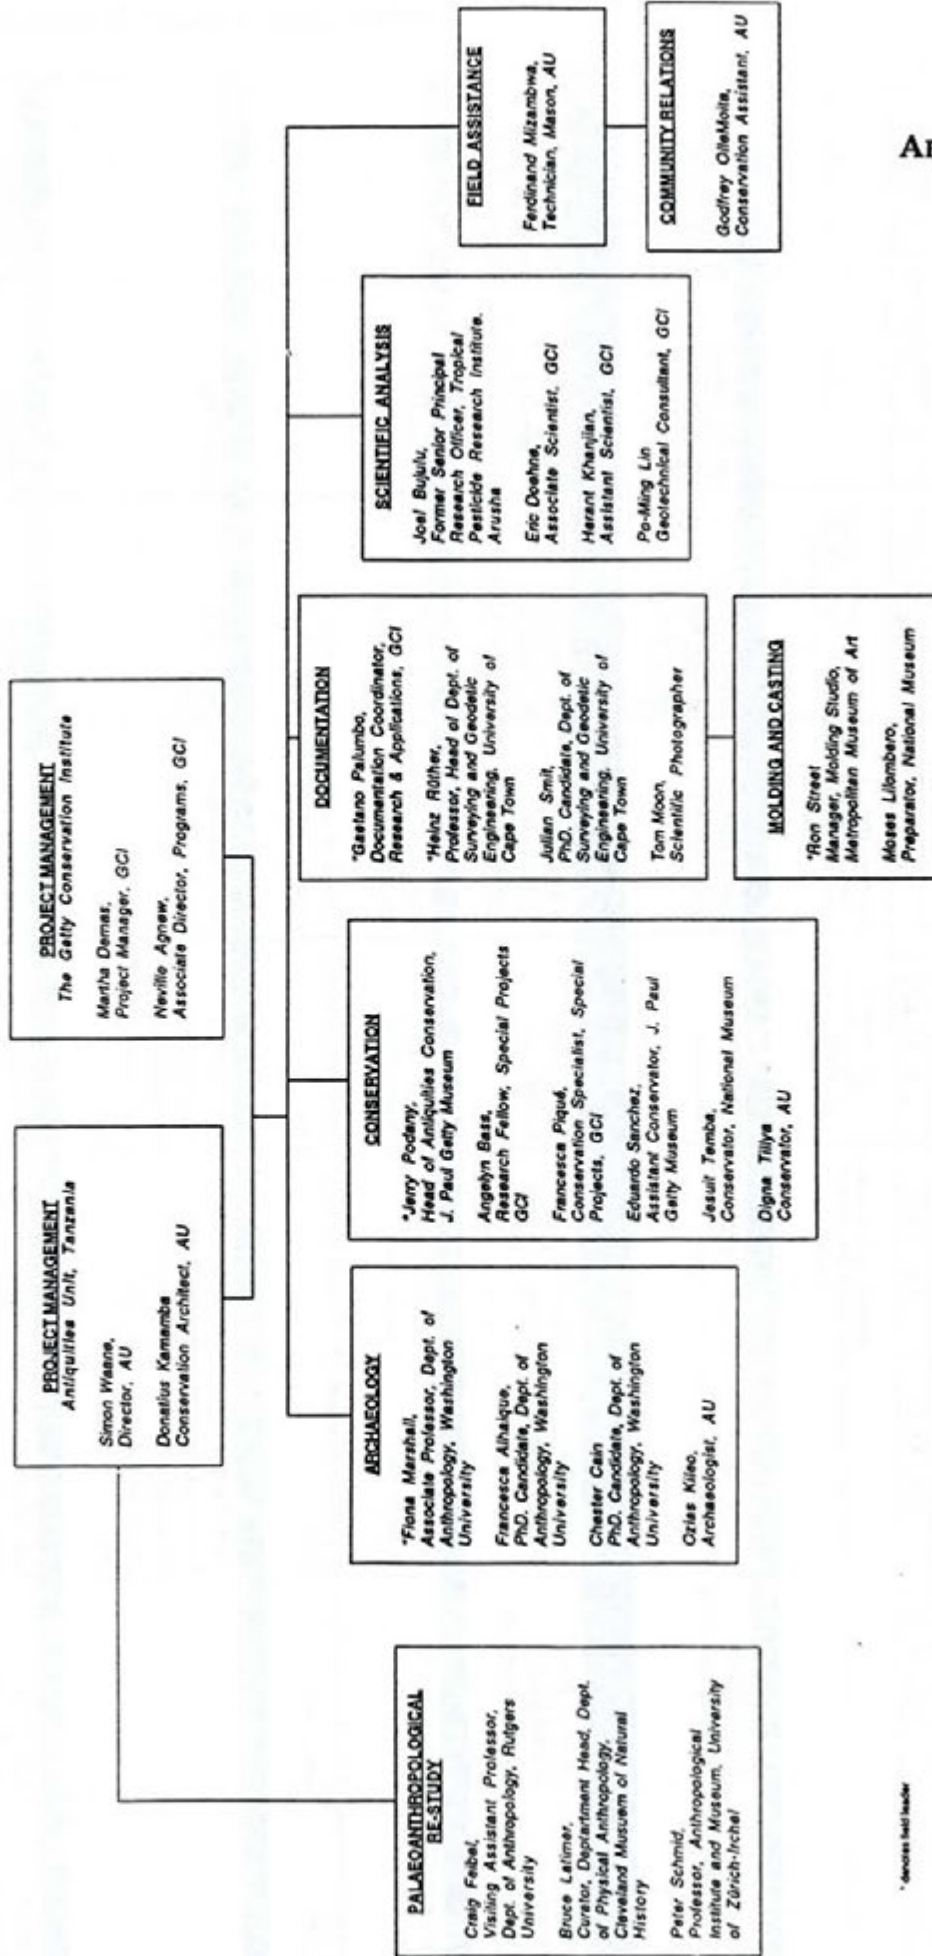 PROJECT MANAGEMENT
Antiquities Unit, Tanzania
Simon Waane,
Director, AU
Donatius Kamamba
Conservation Architect, AU
PROJECT MANAGEMENT
The Getty Conservation Institute
Martha Demas,
Project Manager, GCI
Neville Agnew,
Associate Director, Programs, GCI
PALAEOANTHROPOLOGICAL
RE-STUDY
Craig Feibel,
Visiting Assistant Professor,
Dept. of Anthropology, Rutgers
University
Bruce Latimer,
Curator, Deptartment Head, Dept.
of Physical Anthropology,
Cleveland Musuem of Natural
History
Peter Schmid,
Professor, Anthropological
Institute and Museum, University
of Zürich-Irchel
ARCHAEOLOGY
*Fiona Marshall,
Associate Professor, Dept. of
Anthropology, Washington
University
Francesca Alhaique,
PhD. Candidate, Dept. of
Anthropology, Washington
University
Chester Cain
PhD. Candidate, Dept. of
Anthropology, Washington
University
Ozias Kileo,
Archaeologist, AU
CONSERVATION
*Jerry Podany,
Head of Antiquities Conservation,
J. Paul Getty Museum
Angelyn Bass,
Research Fellow, Special Projects
GCI
Francesca Piqué,
Conservation Specialist, Special
Projects, GCI
Eduardo Sanchez,
Assistant Conservator, J. Paul
Getty Museum
Jesuit Temba,
Conservator, National Museum
Digna Tillya
Conservator, AU
DOCUMENTATION
*Gaetano Palumbo,
Documentation Coordinator,
Research & Applications, GCI
*Heinz Rüther,
Professor, Head of Dept. of
Surveying and Geodetic
Engineering, University of
Cape Town
Julian Smit,
PhD. Candidate, Dept. of
Surveying and Geodetic
Engineering, University of
Cape Town
Tom Moon,
Scientific Photographer
MOLDING AND CASTING
*Ron Street
Manager, Molding Studio,
Metropolitan Museum of Art
Moses Lilombero,
Preparator, National Museum
SCIENTIFIC ANALYSIS
Joel Bujulu,
Former Senior Principal
Research Officer, Tropical
Pesticide Research Institute.
Arusha
Eric Doehne,
Associate Scientist, GCI
Herant Khanjian,
Assistant Scientist, GCI
Po-Ming Lin
Geotechnical Consultant, GCI
FIELD ASSISTANCE
Ferdinand Mizambwa,
Technician, Mason, AU
COMMUNITY RELATIONS
Godfrey OlleMoita,
Conservation Assistant, AU
* denotes field leader